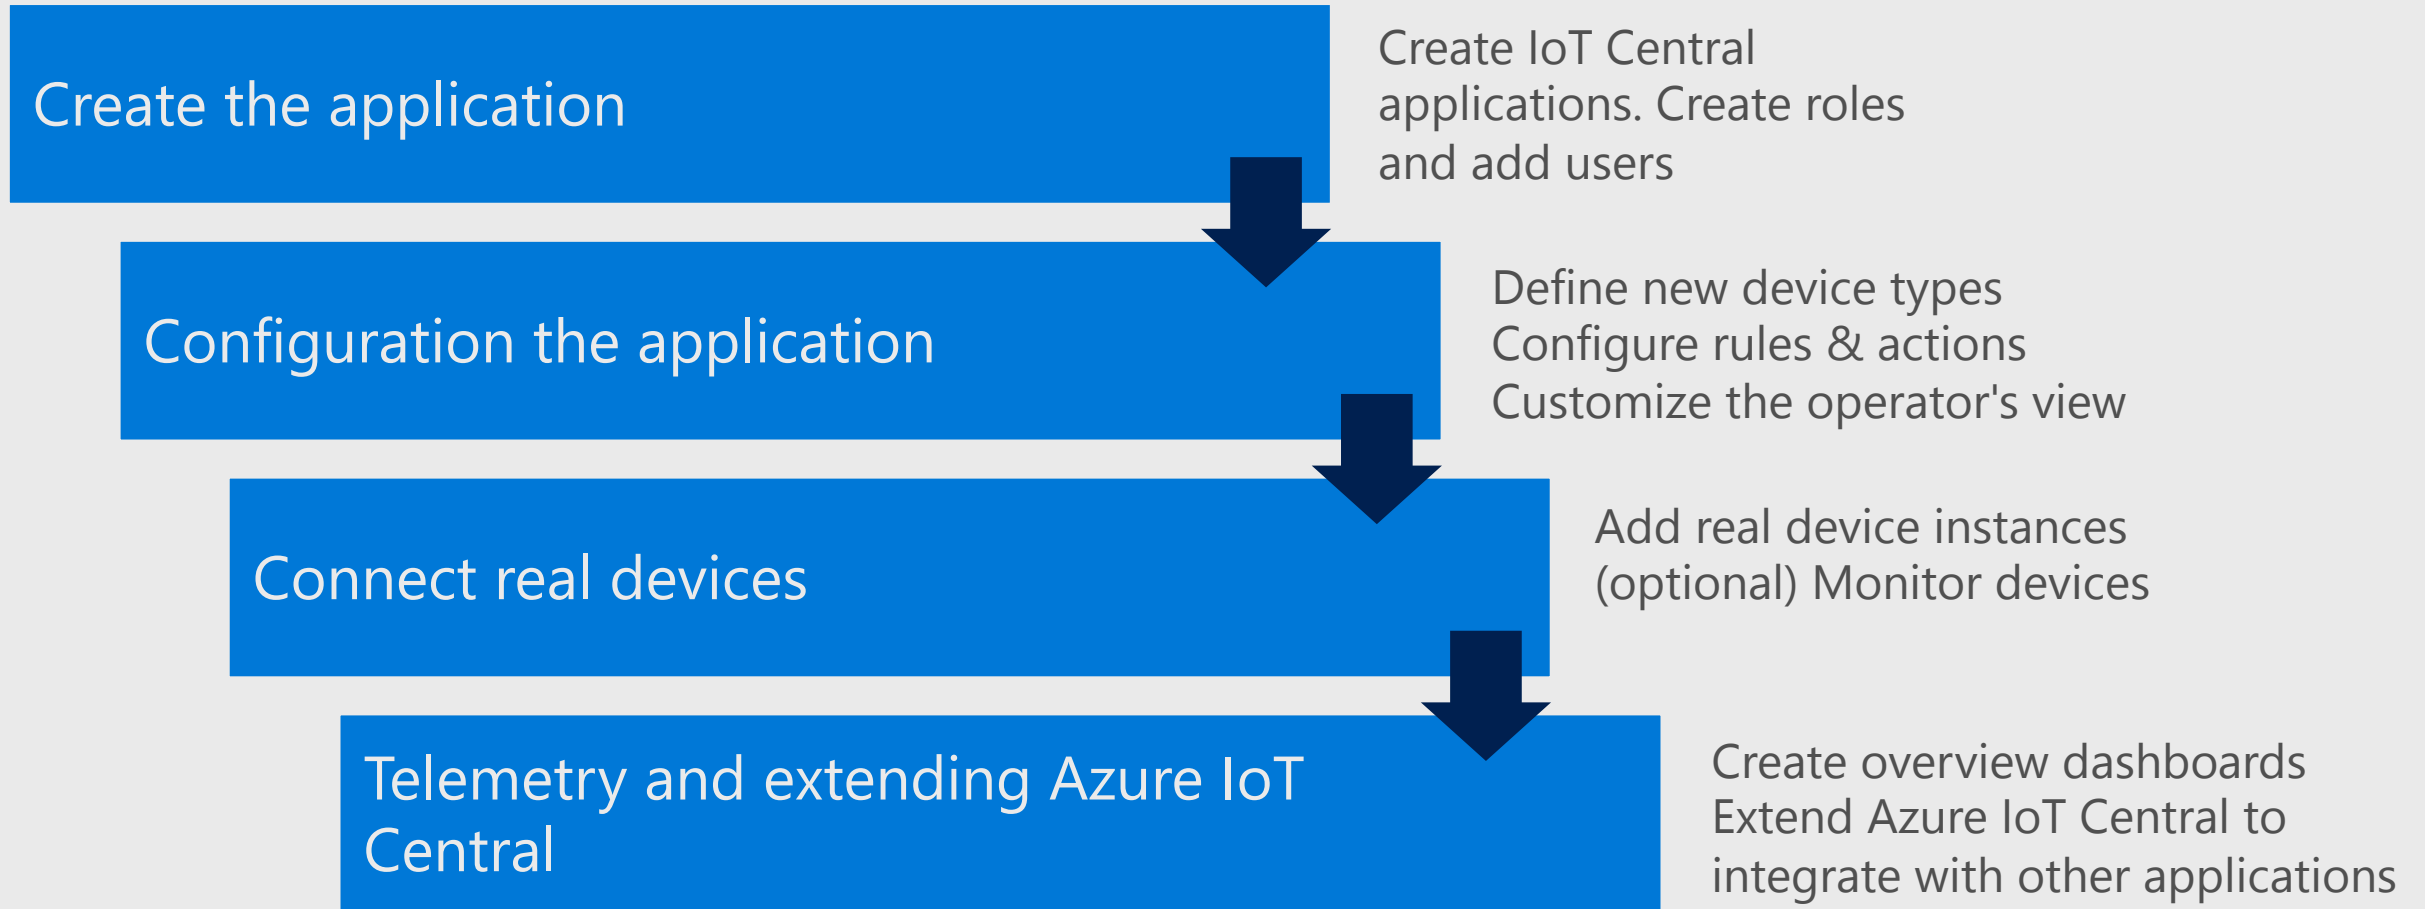 Create the application
Create IoT Central
applications. Create roles
and add users
Configuration the application
Define new device types
Configure rules & actions
Customize the operator's view
Connect real devices
Add real device instances
(optional) Monitor devices
Telemetry and extending Azure IoT
Central
Create overview dashboards
Extend Azure IoT Central to
integrate with other applications